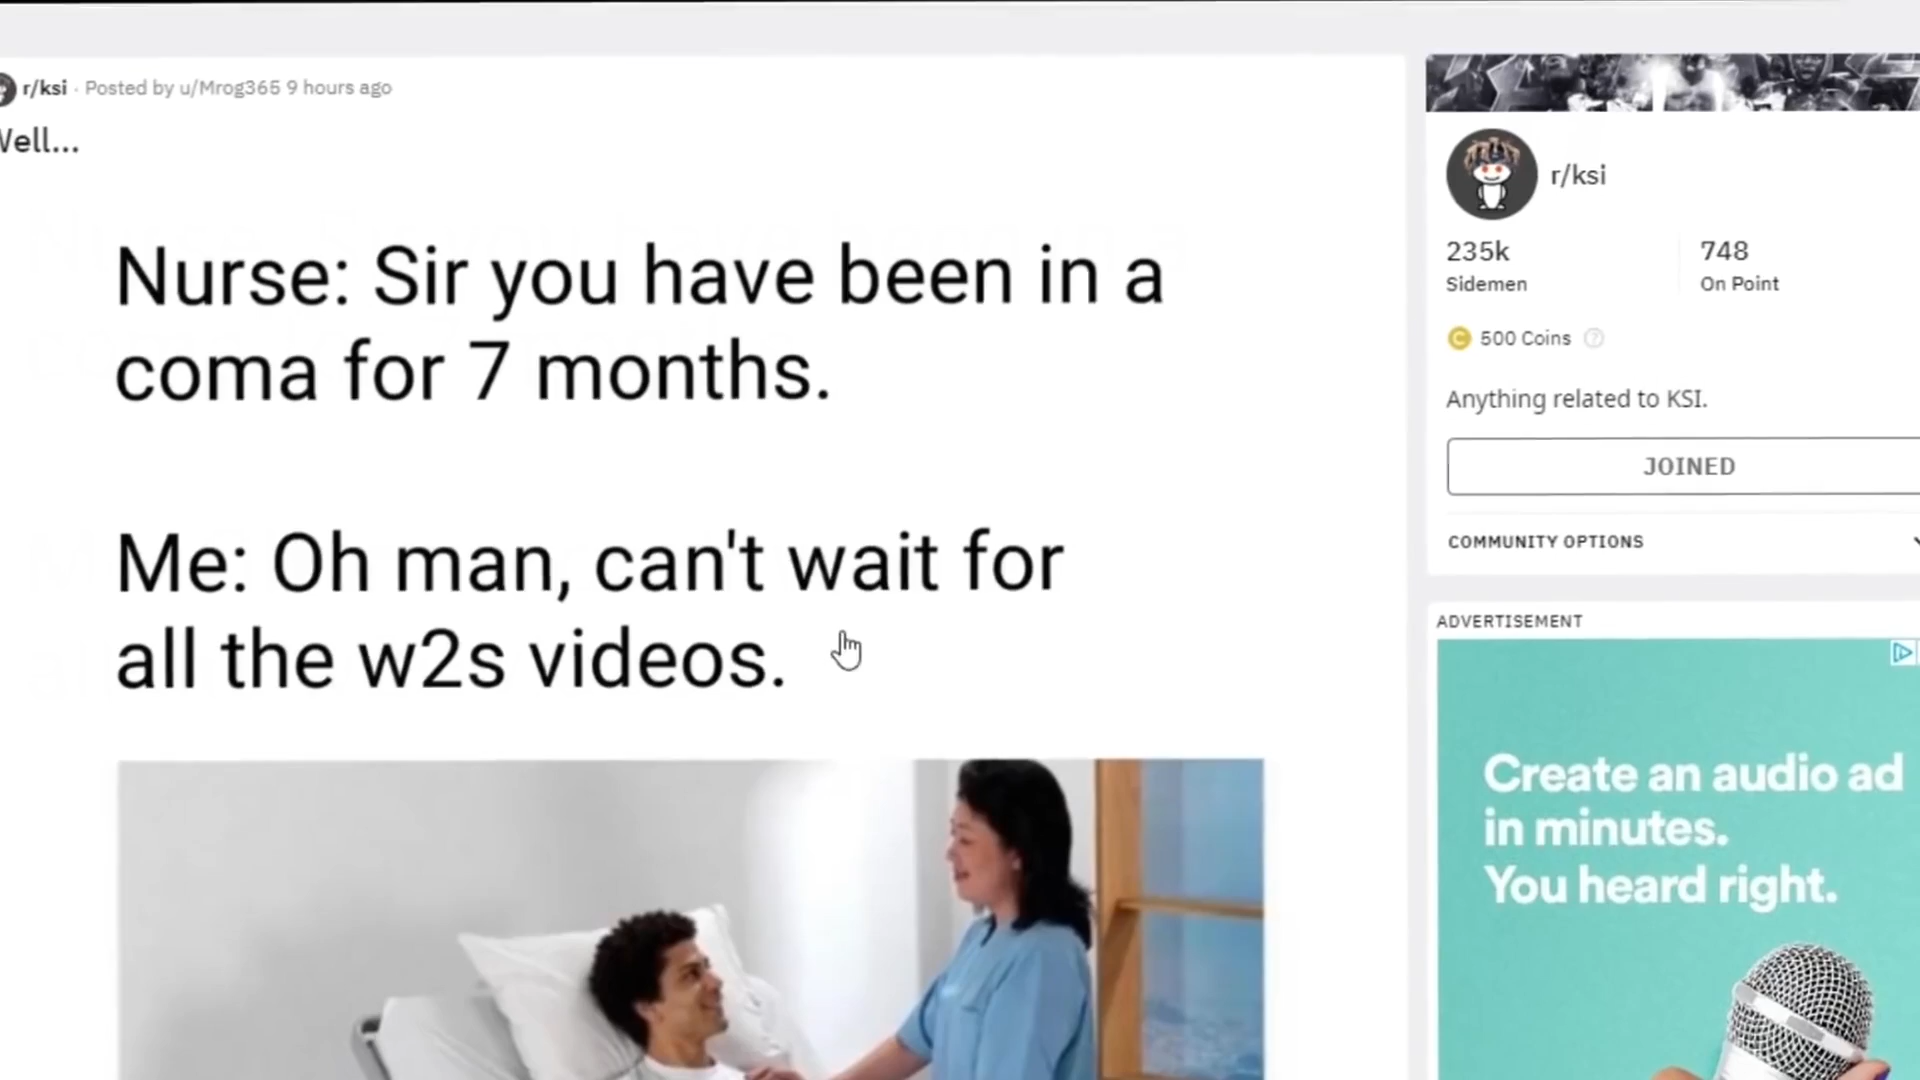 r/ksi · Posted by u/Mrog365 9 hours ago
Well...
Nurse: Sir you have been in a
coma for 7 months.
Me: Oh man, can't wait for
all the w2s videos.
r/ksi
235k
Sidemen
748
On Point
500 Coins
Anything related to KSI.
JOINED
COMMUNITY OPTIONS
ADVERTISEMENT
Create an audio ad
in minutes.
You heard right.